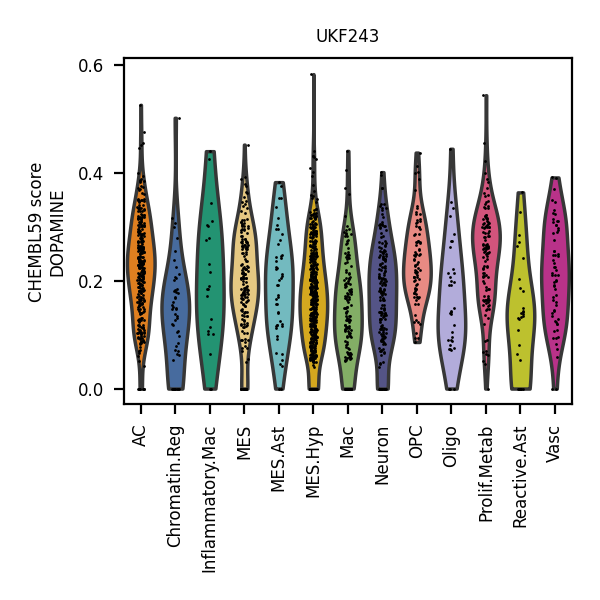 UKF243
CHEMBL59 score
DOPAMINE
0.6
0.4
0.2
0.0
AC
Chromatin.Reg
Inflammatory.Mac
MES
MES.Ast
MES.Hyp
Mac
Neuron
OPC
Oligo
Prolif.Metab
Reactive.Ast
Vasc